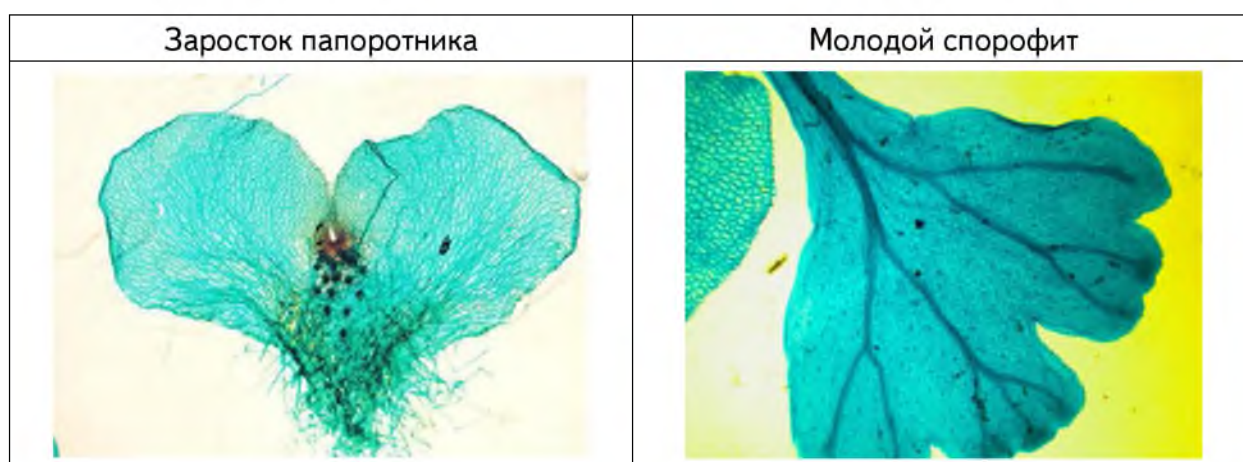 Заросток папоротника
Молодой спорофит